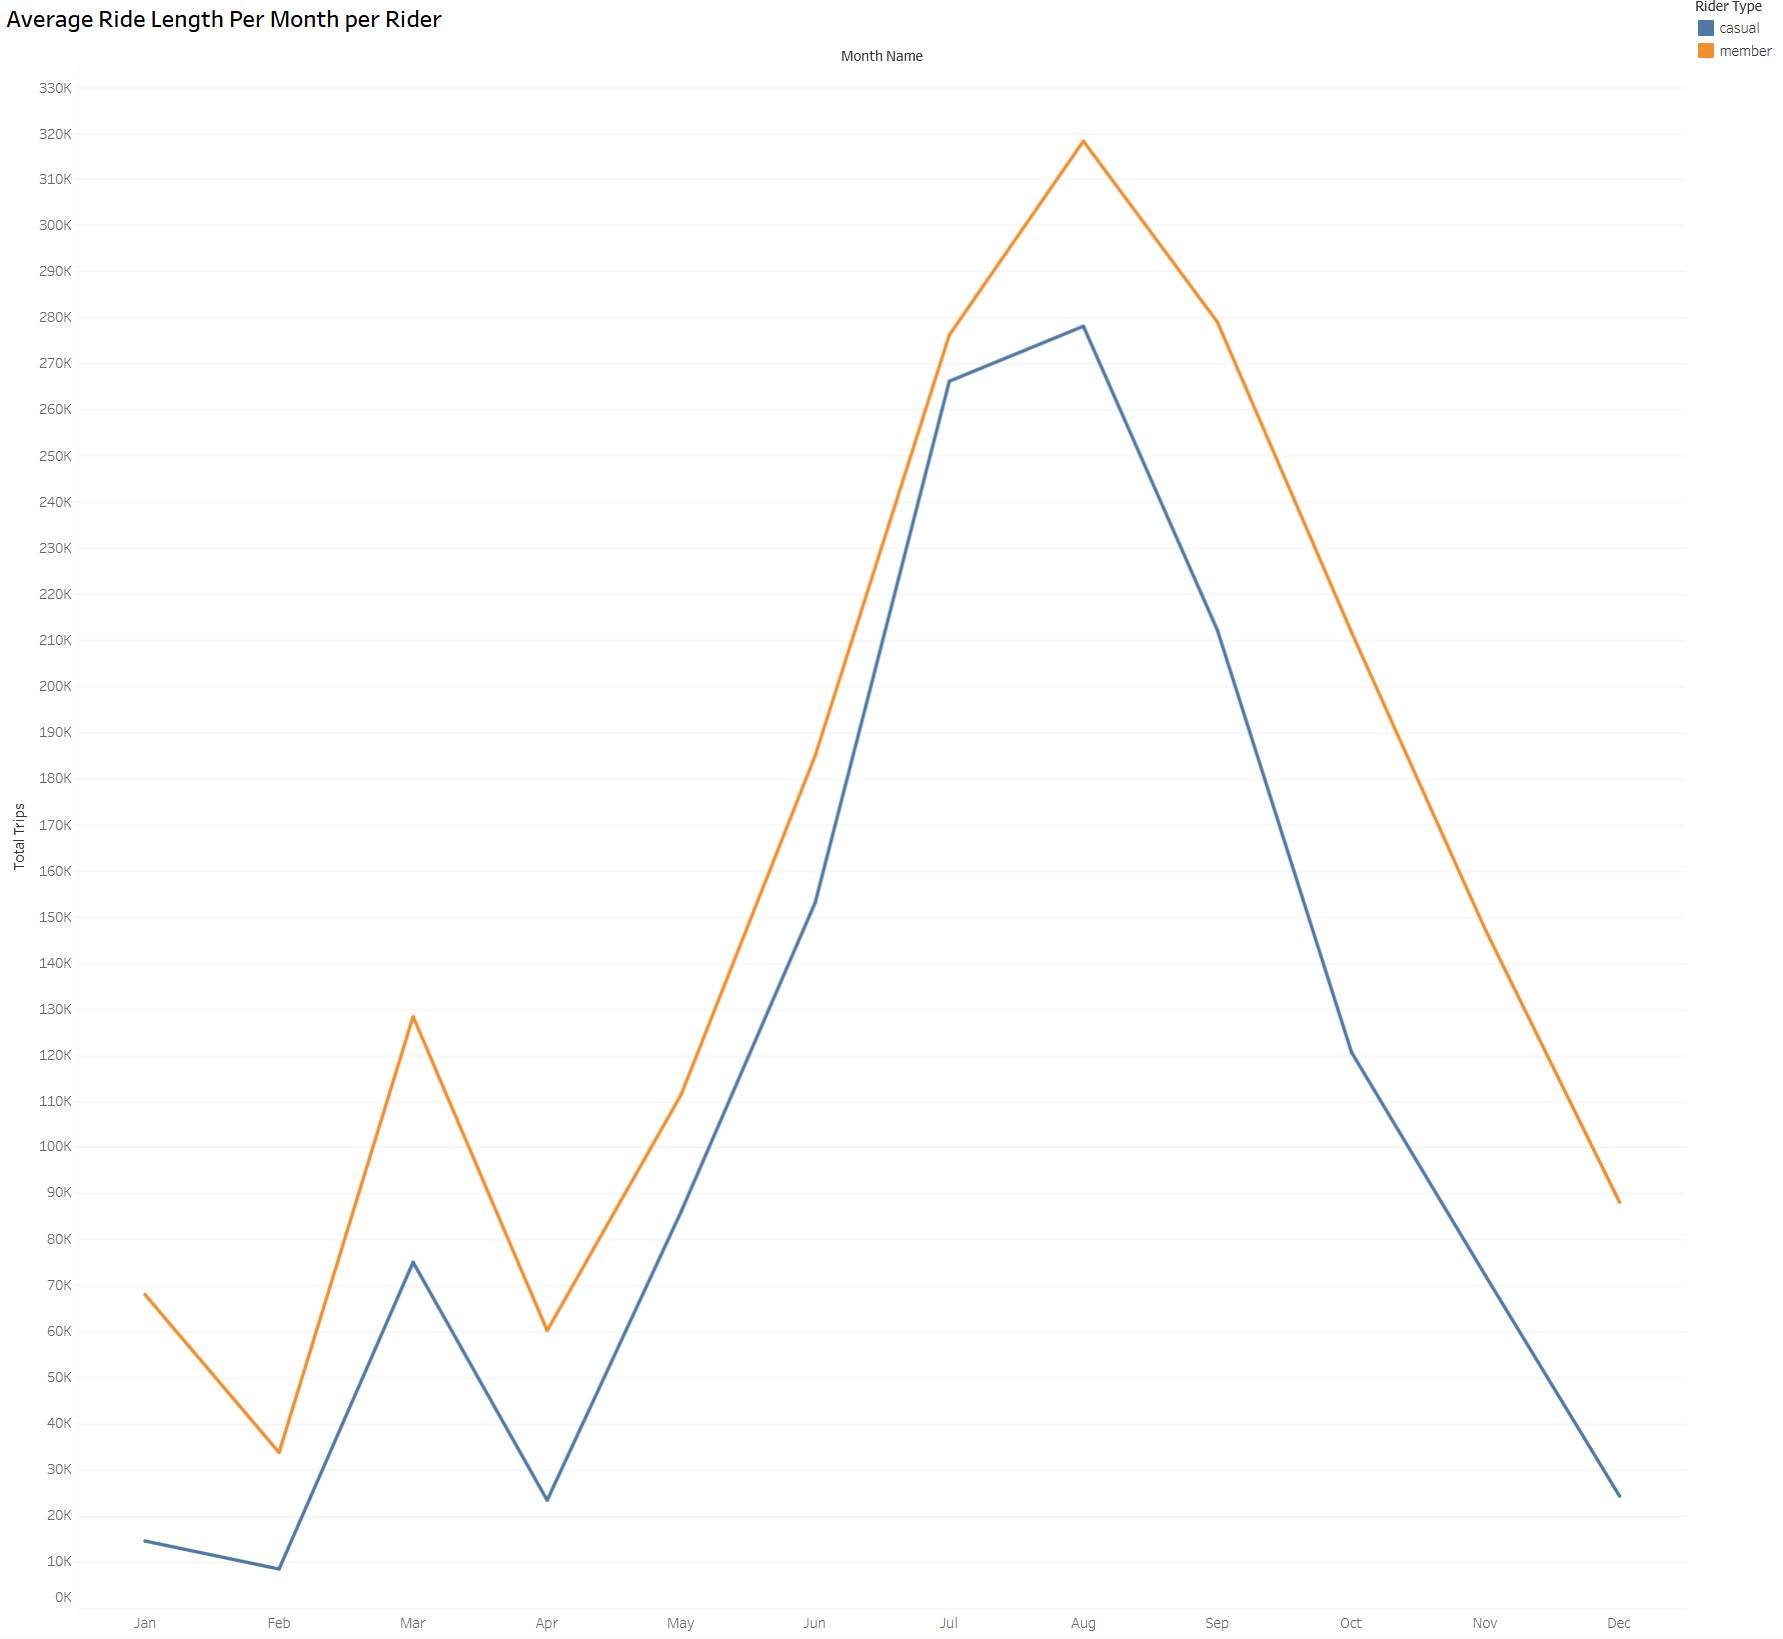 Average Ride Length Per Month per Rider
Rider Type
casual
member
Month Name
330K
320K
310K
300K
290K
280K
270K
260K
250K
240K
230K
220K
210K
200K
190K
180K
170K
160K
150K
140K
130K
120K
110K
100K
90K
80K
70K
60K
50K
40K
30K
20K
10K
0K
Total Trips
Jan Feb Mar Apr May Jun Jul Aug Sep Oct Nov Dec